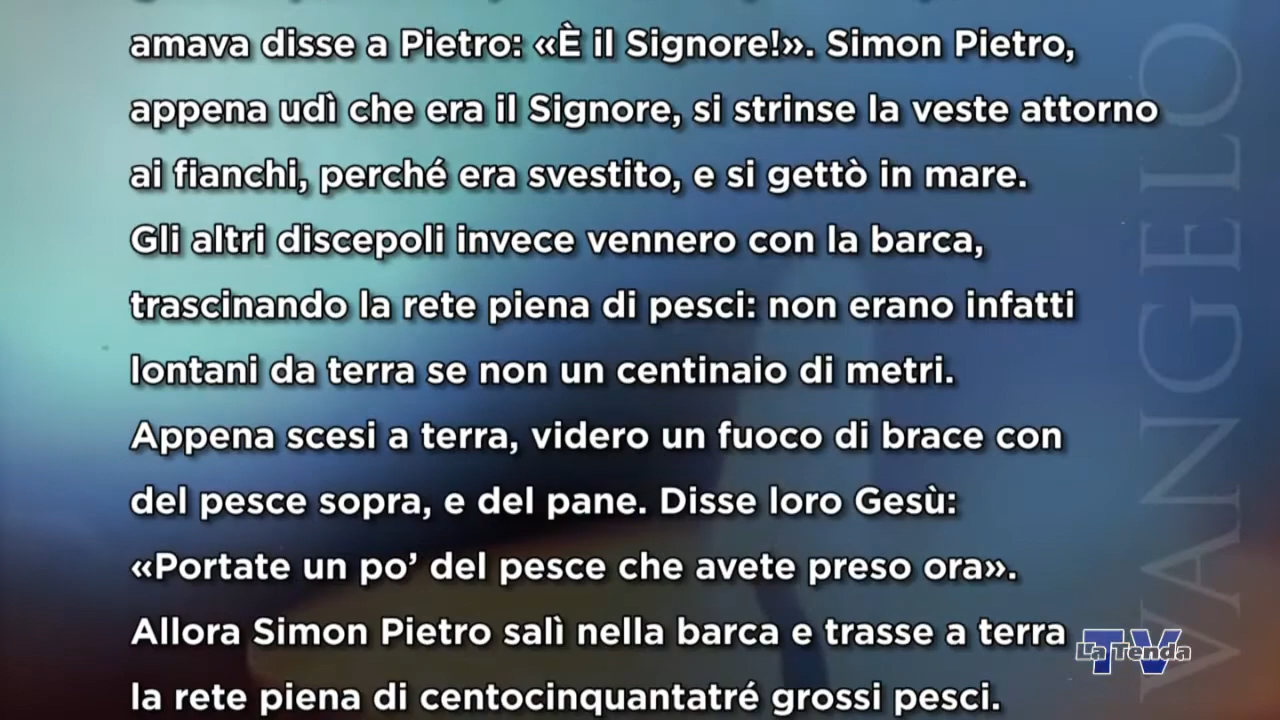 amava disse a Pietro: «È il Signore!». Simon Pietro,
appena udì che era il Signore, si strinse la veste attorno
ai fianchi, perché era svestito, e si gettò in mare.
Gli altri discepoli invece vennero con la barca,
trascinando la rete piena di pesci: non erano infatti
lontani da terra se non un centinaio di metri.
Appena scesi a terra, videro un fuoco di brace con
del pesce sopra, e del pane. Disse loro Gesù:
«Portate un po’ del pesce che avete preso ora».
Allora Simon Pietro salì nella barca e trasse a terra
la rete piena di centocinquantatré grossi pesci.
VANGELO
La Tenda
TV